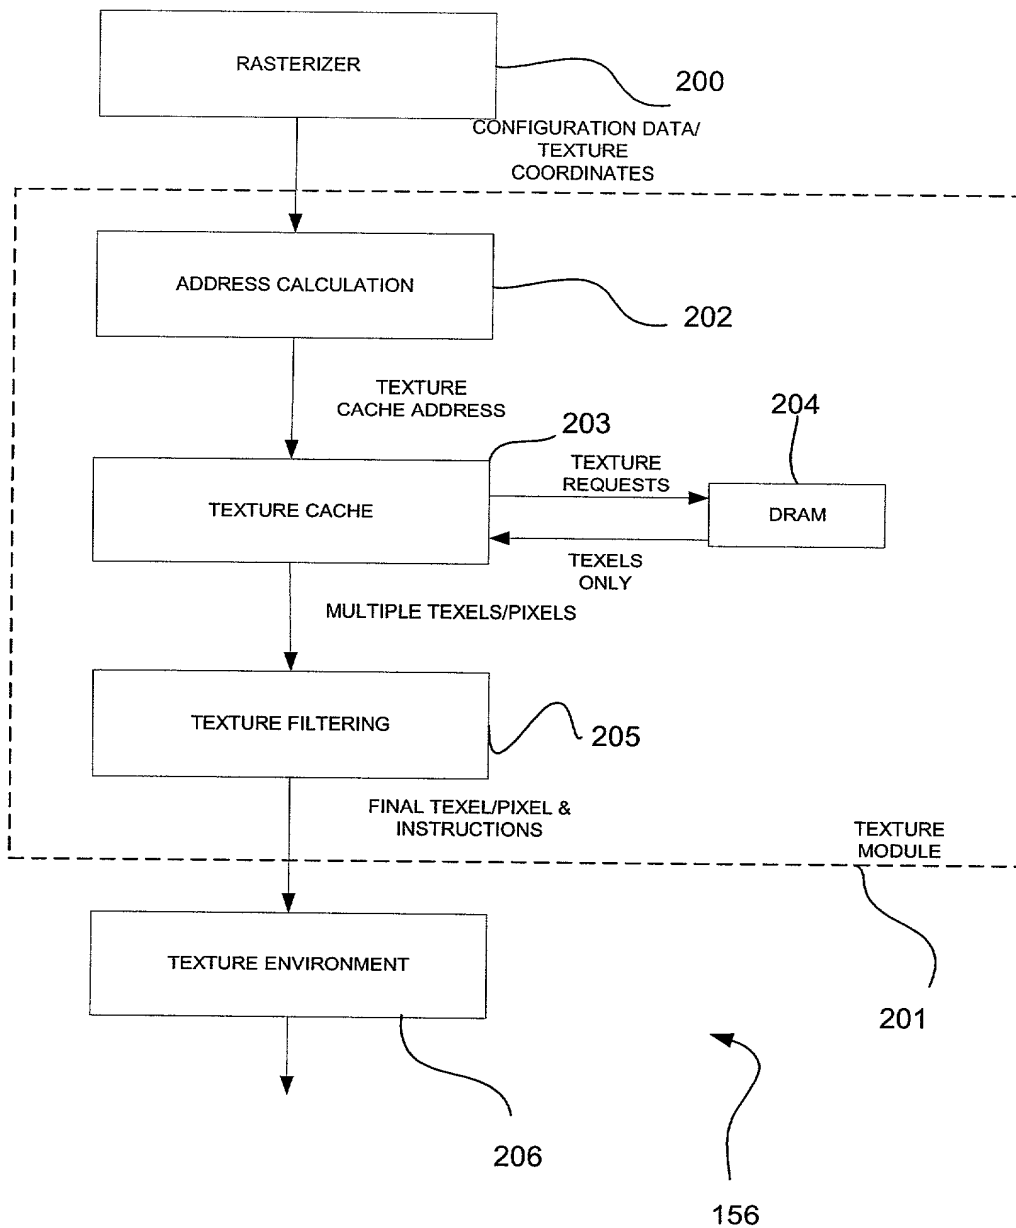 RASTERIZER
200
CONFIGURATION DATA/
TEXTURE
COORDINATES
ADDRESS CALCULATION
202
TEXTURE
CACHE ADDRESS
203
204
TEXTURE
REQUESTS
TEXTURE CACHE
DRAM
TEXELS
ONLY
MULTIPLE TEXELS/PIXELS
TEXTURE FILTERING
205
FINAL TEXEL/PIXEL &
INSTRUCTIONS
TEXTURE
MODULE
TEXTURE ENVIRONMENT
201
206
156